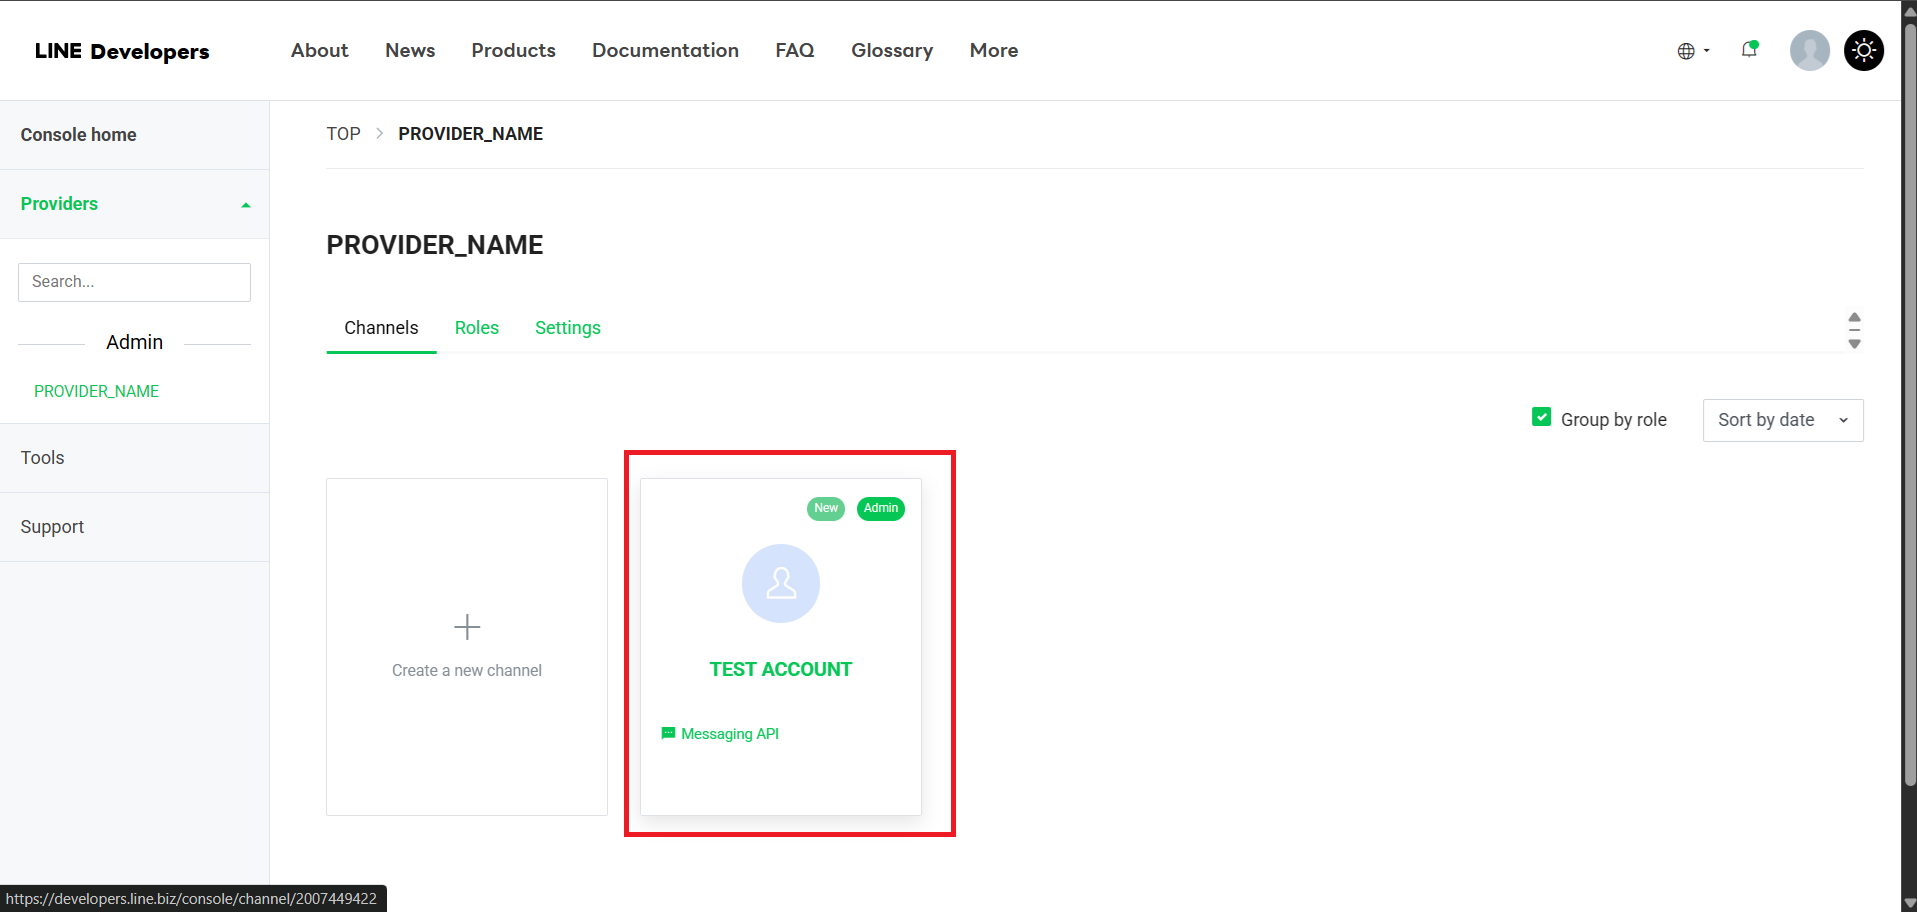 LINE Developers
About
News
Products
Documentation
FAQ
Glossary
More
Console home
Providers
Search...
Admin
PROVIDER_NAME
Tools
Support
TOP
PROVIDER_NAME
PROVIDER_NAME
Channels
Roles
Settings
Group by role
Sort by date
Create a new channel
New
Admin
TEST ACCOUNT
Messaging API
https://developers.line.biz/console/channel/2007449422